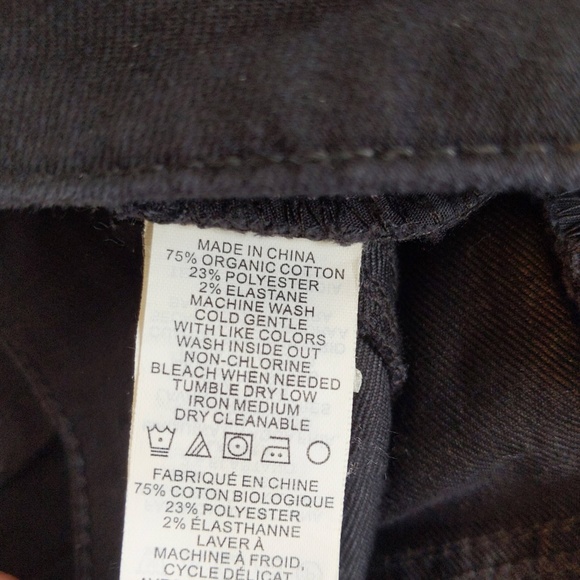 MADE IN CHINA
75% ORGANIC COTTON
23% POLYESTER
2% ELASTANE
MACHINE WASH
COLD GENTLE
WITH LIKE COLORS
WASH INSIDE OUT
NON-CHLORINE
BLEACH WHEN NEEDED
TUMBLE DRY LOW
IRON MEDIUM
DRY CLEANABLE
FABRIQUÉ EN CHINE
75% COTON BIOLOGIQUE
23% POLYESTER
2% ÉLASTHANNE
LAVER À
MACHINE À FROID,
CYCLE DÉLICAT